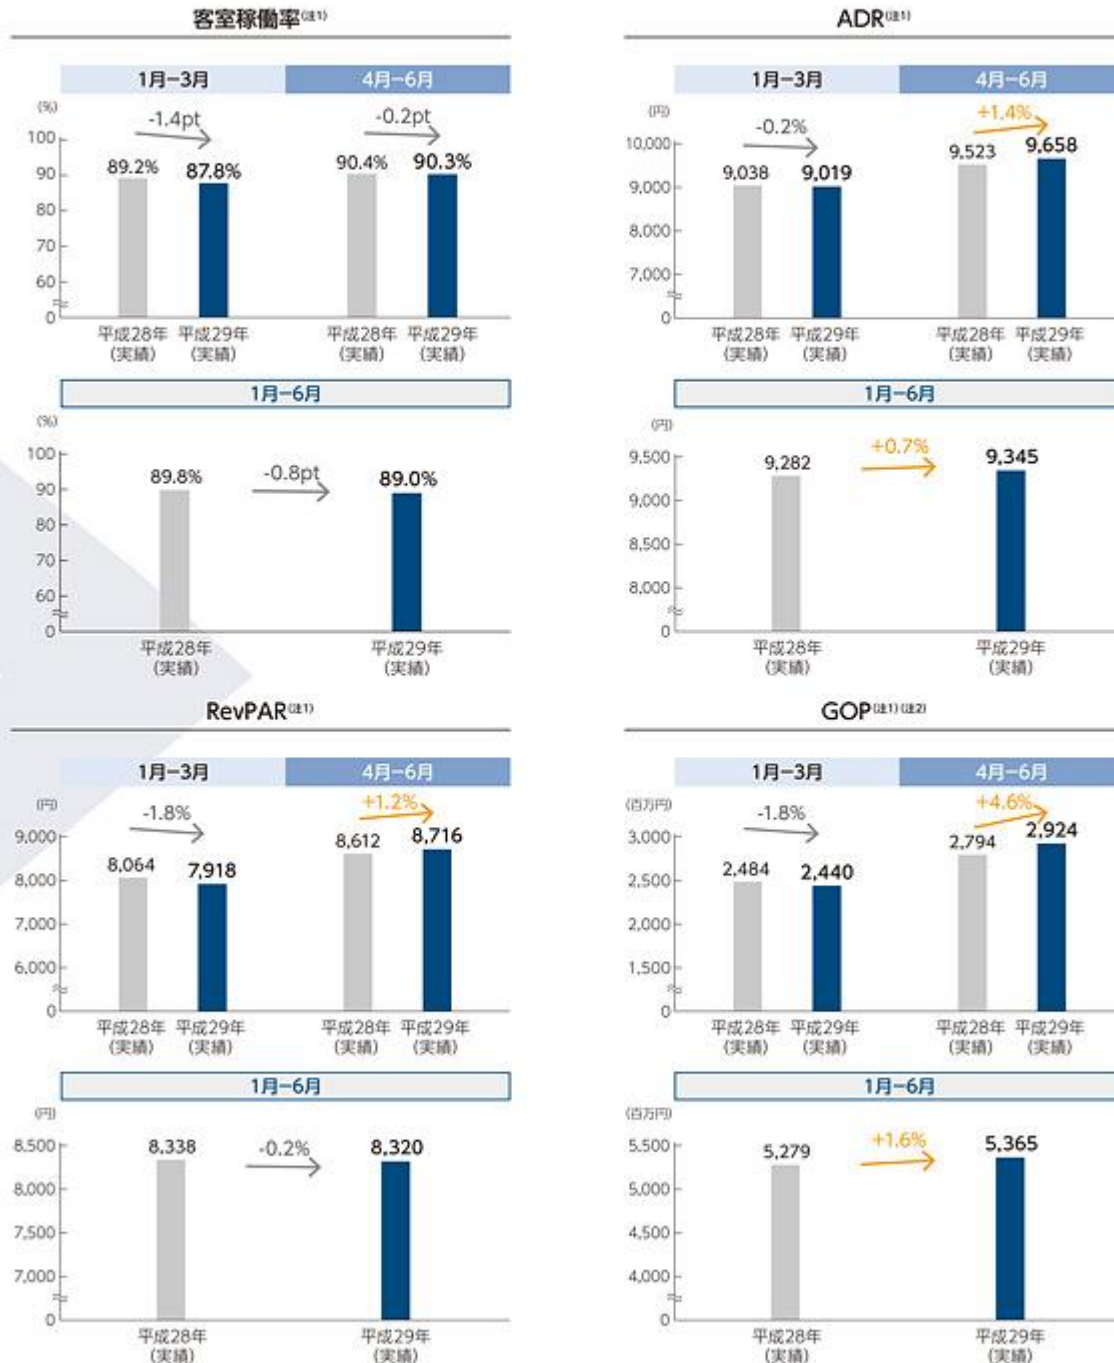 客室稼働率(注1)
1月−3月
4月−6月
(%)
-1.4pt
-0.2pt
100
90
80
70
60
0
89.2%
87.8%
90.4%
90.3%
平成28年
(実績)
平成29年
(実績)
平成28年
(実績)
平成29年
(実績)
1月−6月
(%)
100
90
80
70
60
0
89.8%
-0.8pt
89.0%
平成28年
(実績)
平成29年
(実績)
ADR(注1)
1月−3月
4月−6月
(円)
-0.2%
+1.4%
10,000
9,000
8,000
7,000
0
9,038
9,019
9,523
9,658
平成28年
(実績)
平成29年
(実績)
平成28年
(実績)
平成29年
(実績)
1月−6月
(円)
9,500
9,000
8,500
8,000
0
9,282
+0.7%
9,345
平成28年
(実績)
平成29年
(実績)
RevPAR(注1)
1月−3月
4月−6月
(円)
-1.8%
+1.2%
9,000
8,000
7,000
6,000
0
8,064
7,918
8,612
8,716
平成28年
(実績)
平成29年
(実績)
平成28年
(実績)
平成29年
(実績)
1月−6月
(円)
8,500
8,000
7,500
7,000
0
8,338
-0.2%
8,320
平成28年
(実績)
平成29年
(実績)
GOP(注1)(注2)
1月−3月
4月−6月
(百万円)
-1.8%
+4.6%
3,000
2,500
2,000
1,500
0
2,484
2,440
2,794
2,924
平成28年
(実績)
平成29年
(実績)
平成28年
(実績)
平成29年
(実績)
1月−6月
(百万円)
5,500
5,000
4,500
4,000
0
5,279
+1.6%
5,365
平成28年
(実績)
平成29年
(実績)